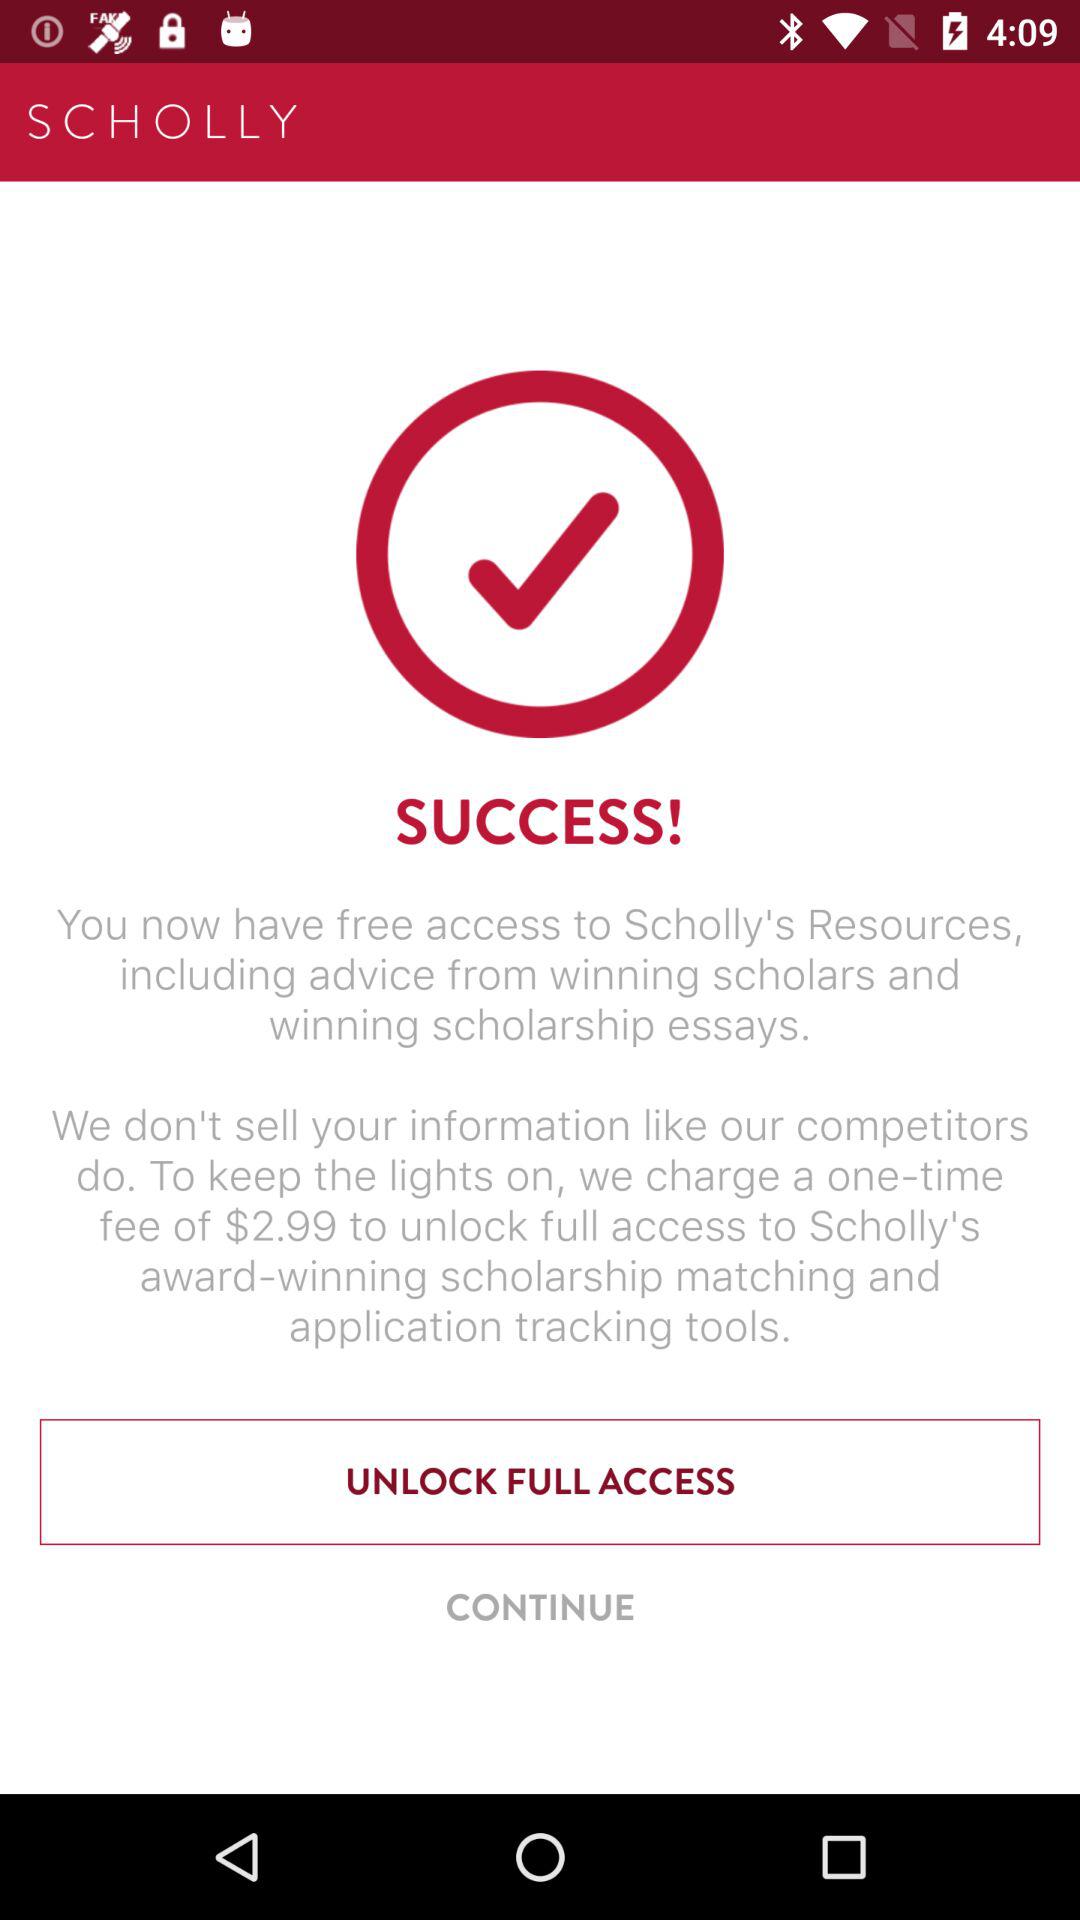 FAKE
4:09
SCHOLLY
SUCCESS!
You now have free access to Scholly's Resources,
including advice from winning scholars and
winning scholarship essays.
We don't sell your information like our competitors
do. To keep the lights on, we charge a one-time
fee of $2.99 to unlock full access to Scholly's
award-winning scholarship matching and
application tracking tools.
UNLOCK FULL ACCESS
CONTINUE